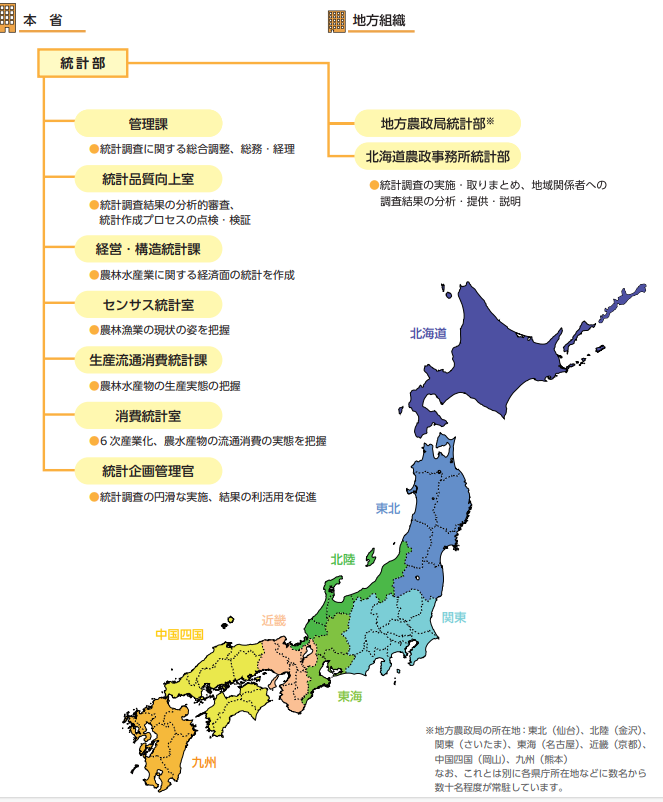 本　省
統計部
管理課
●統計調査に関する総合調整、総務・経理
統計品質向上室
●統計調査結果の分析的審査、
統計作成プロセスの点検・検証
経営・構造統計課
●農林水産業に関する経済面の統計を作成
センサス統計室
●農林漁業の現状の姿を把握
生産流通消費統計課
●農林水産物の生産実態の把握
消費統計室
●６次産業化、農水産物の流通消費の実態を把握
統計企画管理官
●統計調査の円滑な実施、結果の利活用を促進
地方組織
地方農政局統計部※
北海道農政事務所統計部
●統計調査の実施・取りまとめ、地域関係者への
調査結果の分析・提供・説明
北海道
東北
北陸
関東
近畿
中国四国
東海
九州
※地方農政局の所在地：東北（仙台）、北陸（金沢）、
関東（さいたま）、東海（名古屋）、近畿（京都）、
中国四国（岡山）、九州（熊本）
なお、これとは別に各県庁所在地などに数名から
数十名程度が常駐しています。